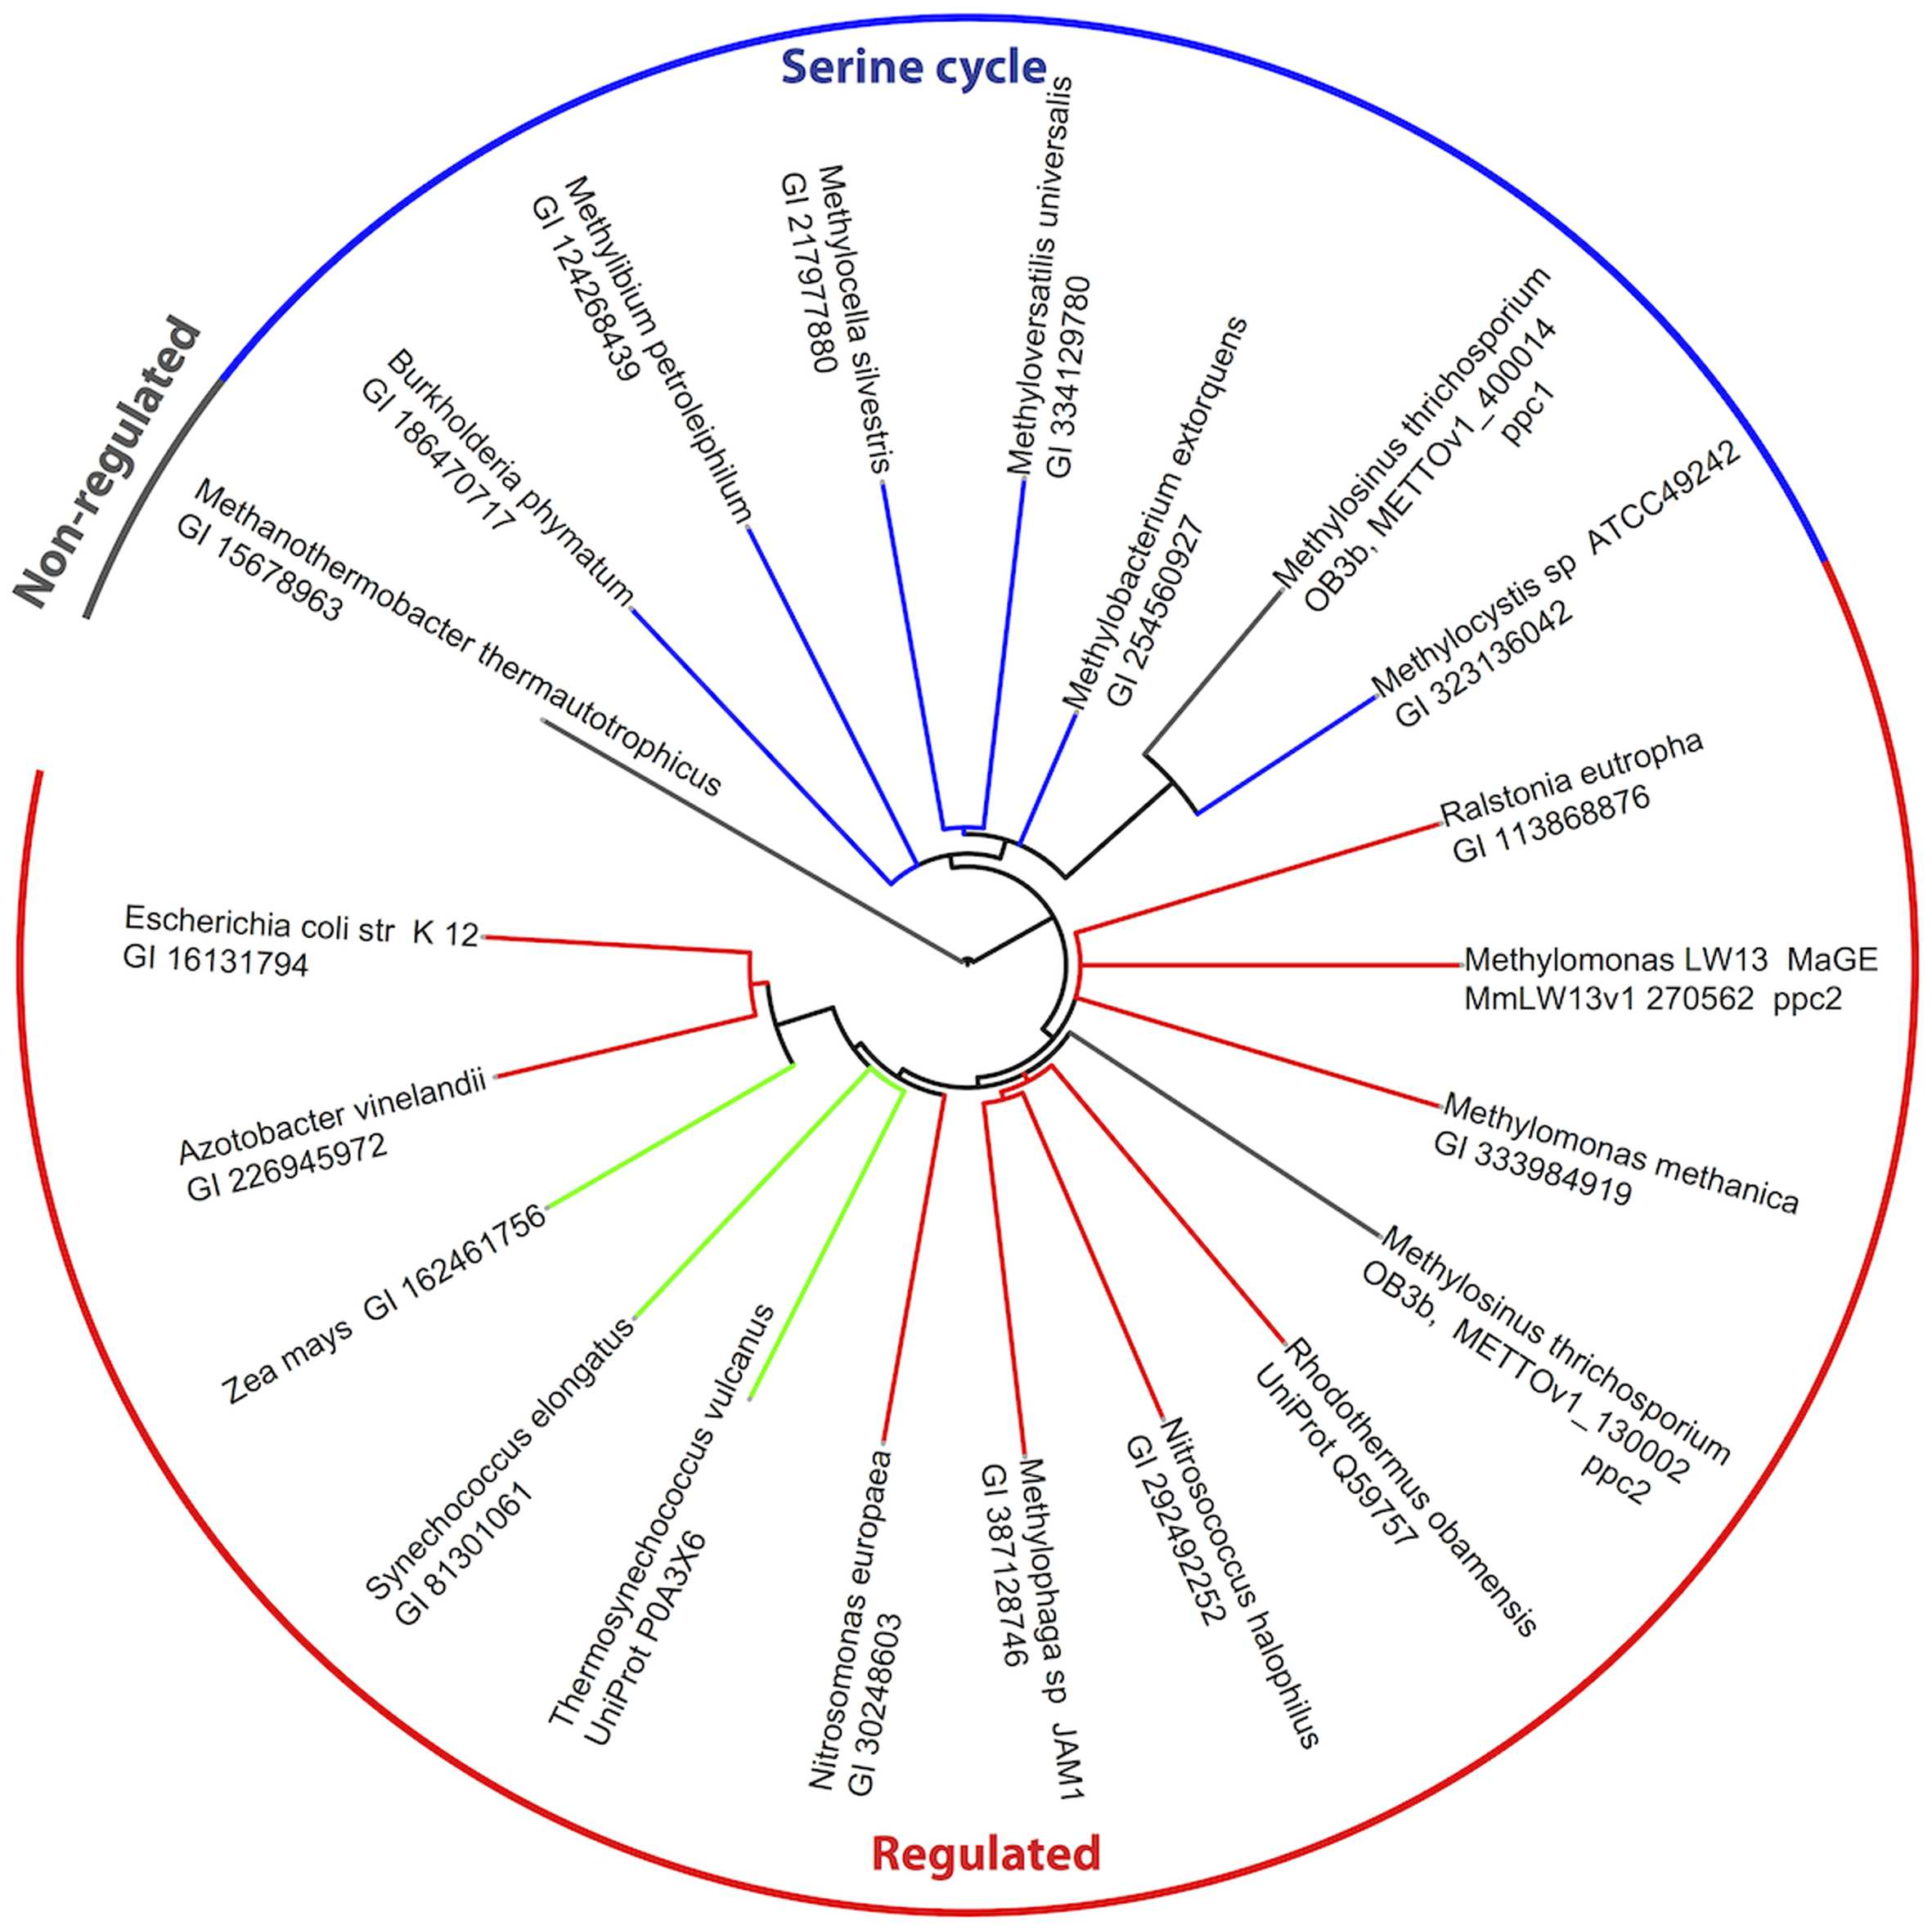 Serine cycle
Non-regulated
Methanothermobacter thermautotrophicus
GI 15678963
Burkholderia phymatum
GI 186470717
Methylibium petroleiphilum
GI 124268439
Methylocella silvestris
GI 217977880
Methyloversatilis universalis
GI 334129780
Methylobacterium extorquens
GI 254560927
Methylosinus thrichosporium
OB3b, METTOv1_400014
ppc1
Methylocystis sp ATCC49242
GI 323136042
Ralstonia eutropha
GI 113868876
Methylomonas LW13 MaGE
MmLW13v1 270562 ppc2
Methylomonas methanica
GI 333984919
Methylosinus thrichosporium
OB3b, METTOv1_130002
ppc2
Rhodothermus obamensis
UniProt Q59757
Nitrosococcus halophilus
GI 292492252
Methylophaga sp JAM1
GI 387128746
Nitrosomonas europaea
GI 30248603
Thermosynechococcus vulcanus
UniProt P0A3X6
Synechococcus elongatus
GI 81301061
Zea mays GI 162461756
Azotobacter vinelandii
GI 226945972
Escherichia coli str K 12
GI 16131794
Regulated